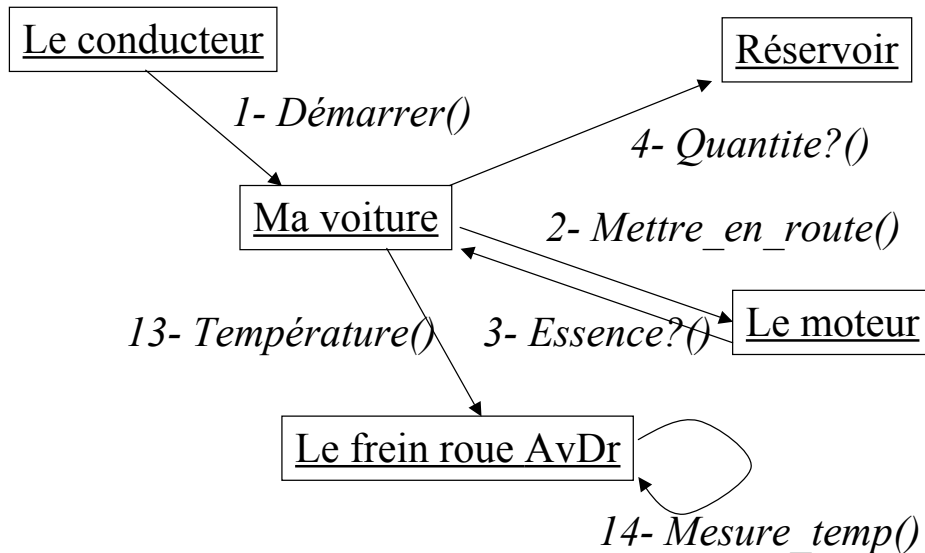 Le conducteur
Réservoir
1- Démarrer()
4- Quantite?()
Ma voiture
2- Mettre_en_route()
13- Température()
3- Essence?()
Le moteur
Le frein roue AvDr
14- Mesure_temp()